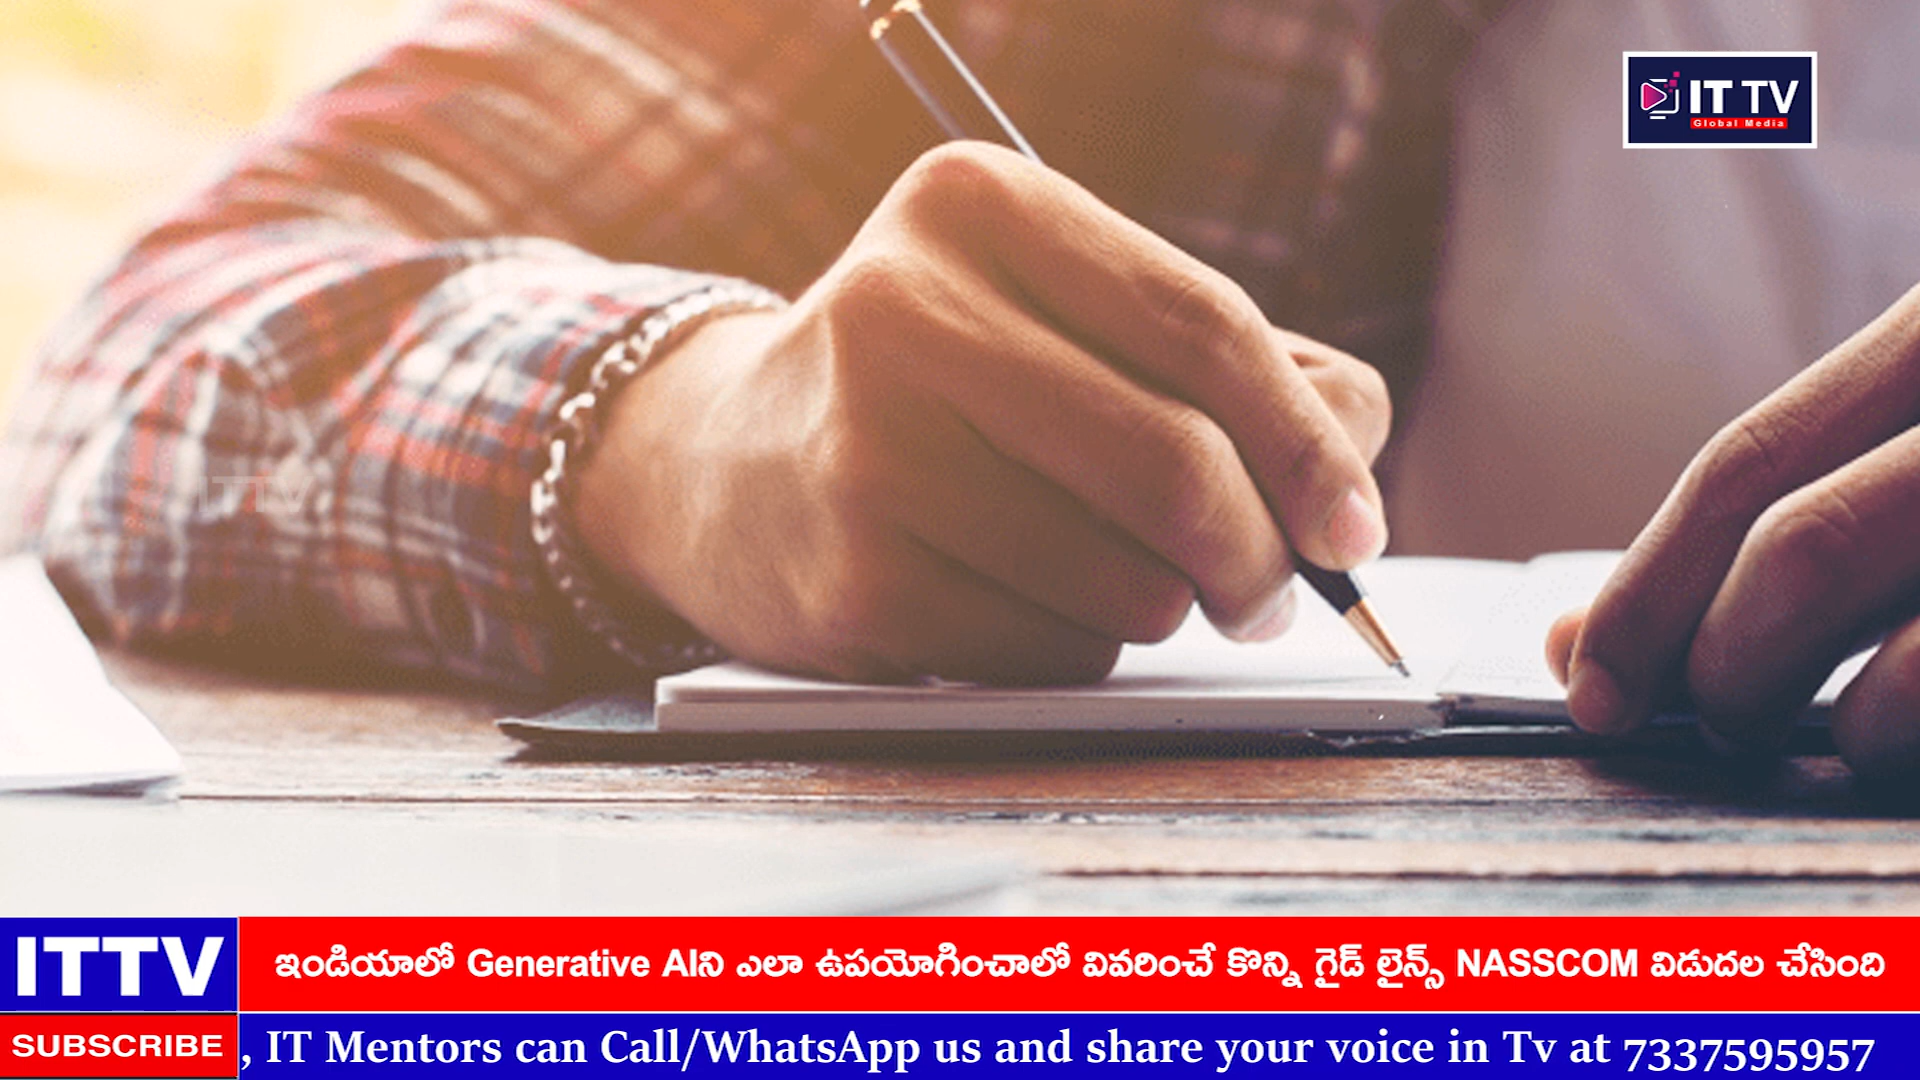 IT TV
Global Media
ITTV
ITTV
ఇండియాలో Generative AIని ఎలా ఉపయోగించాలో వివరించే కొన్ని గైడ్ లైన్స్ NASSCOM విడుదల చేసింది
SUBSCRIBE
, IT Mentors can Call/WhatsApp us and share your voice in Tv at 7337595957